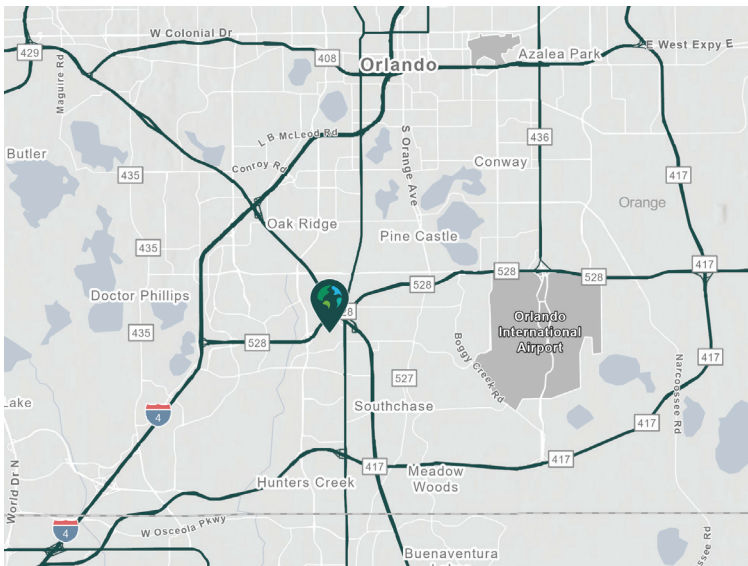 W Colonial Dr
429
408
Orlando
Azalea Park
E West Expy E
Maguire Rd
L B McLeod Rd
S Orange Ave
436
Butler
435
Conroy Rd
Conway
417
Orange
Oak Ridge
Pine Castle
435
528
528
417
Doctor Phillips
Orlando
International
Airport
435
528
Boggy Creek Rd
417
Narcoossee Rd
527
Lake
4
Southchase
417
World Dr N
417
417
Hunters Creek
Meadow
Woods
W Osceola Pkwy
4
Buenaventura
ssee Rd